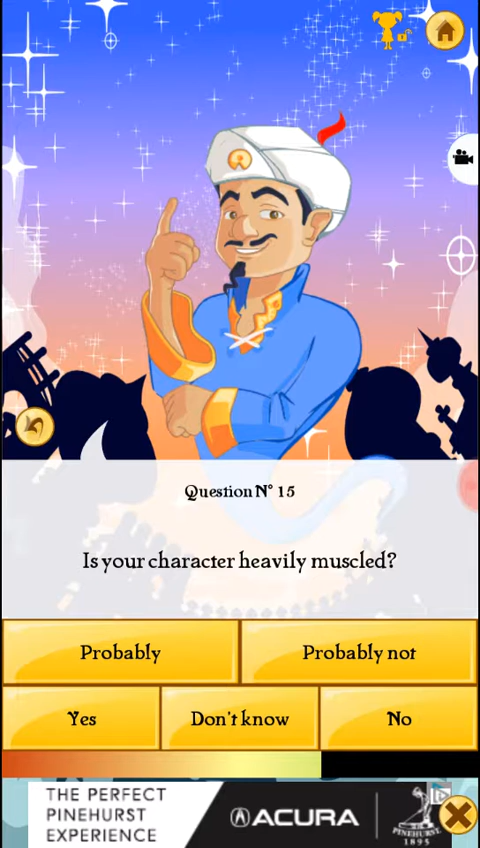 Question N° 15
Is your character heavily muscled?
Probably
Probably not
Yes
Don't know
No
THE PERFECT
PINEHURST
EXPERIENCE
ACURA
PINEHURST
1895